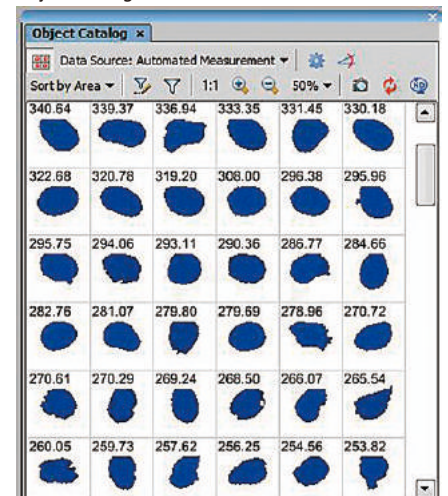 Object Catalog ×
Data Source: Automated Measurement
Sort by Area 1:1 50%
340.64 339.37 336.94 333.35 331.45 330.18
322.68 320.78 319.20 308.00 296.38 295.96
295.75 294.06 293.11 290.36 286.77 284.66
282.76 281.07 279.80 279.69 278.96 270.72
270.61 270.29 269.24 268.50 266.07 265.54
260.05 259.73 257.62 256.25 254.56 253.82